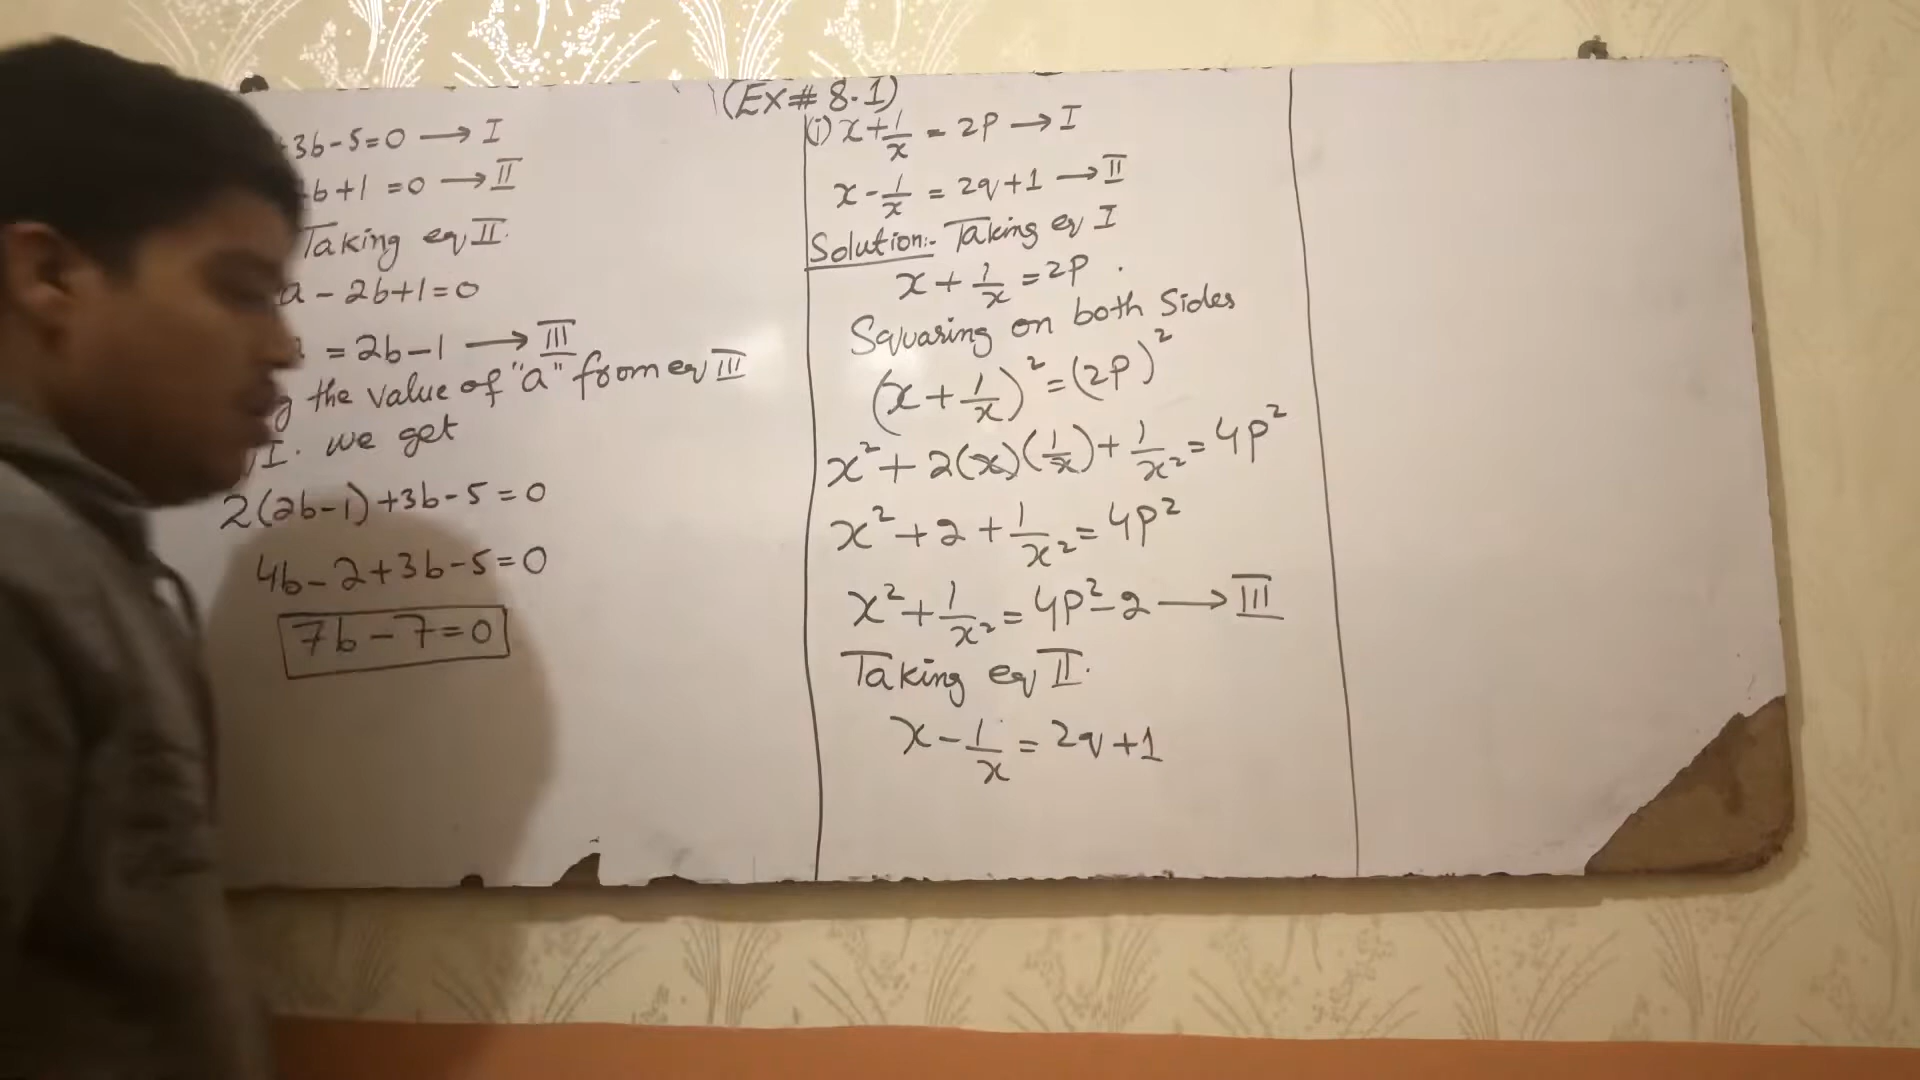 (Ex# 8.1)
+3b-5=0 → I
b+1 =0 → II
Taking eq II.
a - 2b+1=0
= 2b-1 → III
the value of "a" from eq III
I. we get
2(2b-1)+3b-5=0
4b-2+3b-5=0
7b-7=0
(i) x+1/x = 2P → I
x-1/x = 2q+1 → II
Solution:- Taking eq I
x+1/x =2P.
Squaring on both Sides
(x+1/x)²=(2P)²
x²+2(x)(1/x)+1/x²=4P²
x²+2+1/x²=4P²
x²+1/x²=4P²-2 → III
Taking eq II.
x-1/x=2q+1